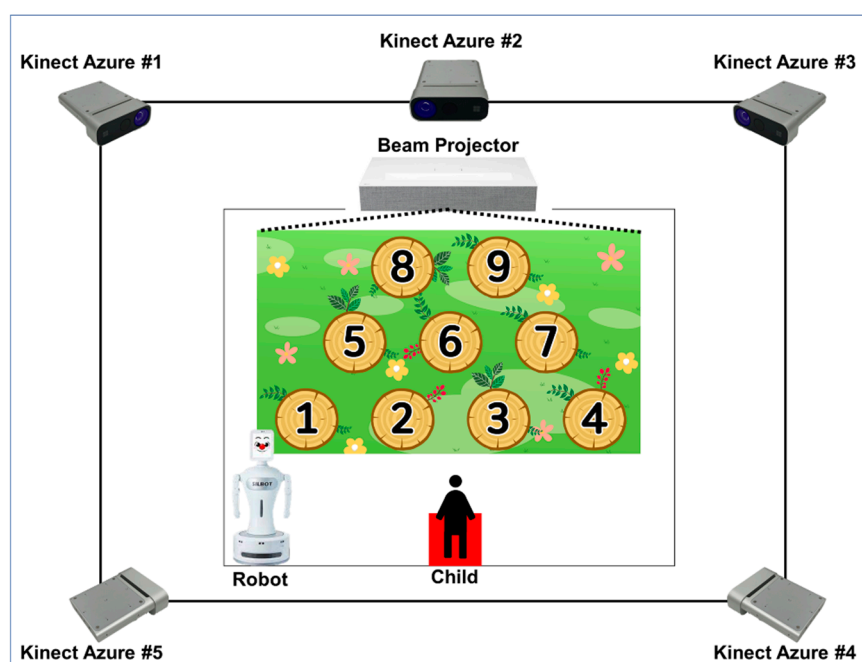 Kinect Azure #2
Kinect Azure #1
Kinect Azure #3
Beam Projector
8 9
5 6 7
1 2 3 4
SILBOT
Robot
Child
Kinect Azure #5
Kinect Azure #4